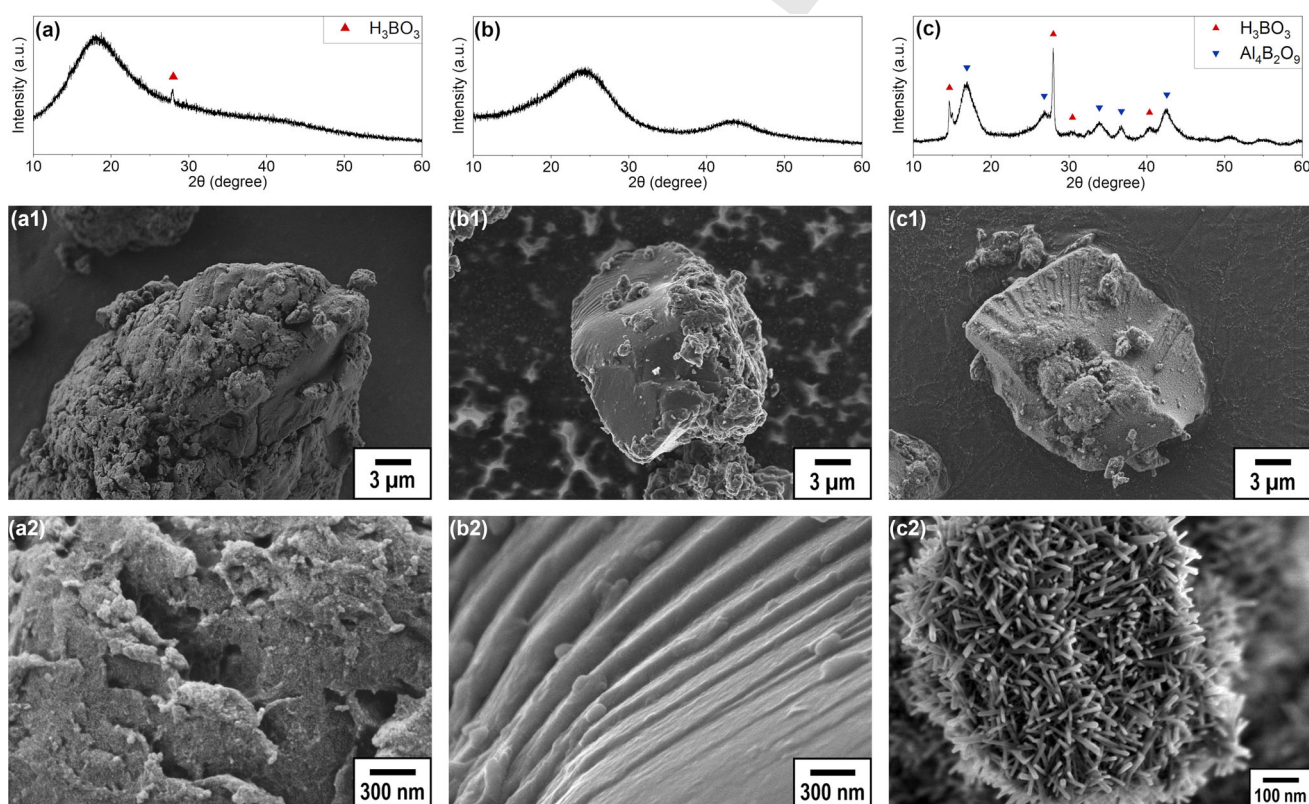 (a)
▲ H₃BO₃
Intensity (a.u.)
10 20 30 40 50 60
2θ (degree)
(b)
Intensity (a.u.)
10 20 30 40 50 60
2θ (degree)
(c)
▲ H₃BO₃
▼ Al₄B₂O₉
Intensity (a.u.)
10 20 30 40 50 60
2θ (degree)
(a1)
3 µm
(b1)
3 µm
(c1)
3 µm
(a2)
300 nm
(b2)
300 nm
(c2)
100 nm